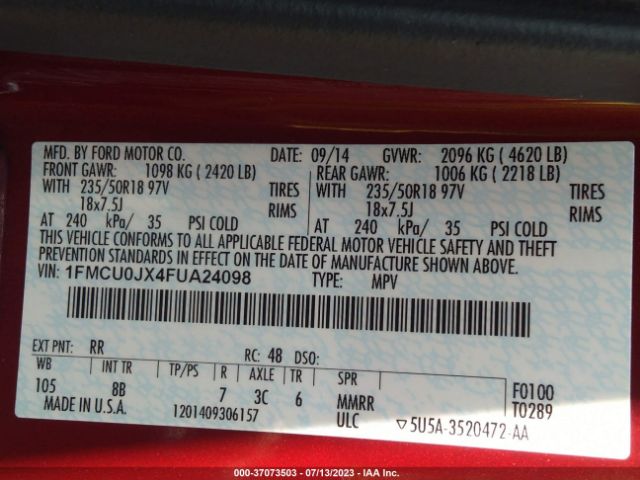 MFD. BY FORD MOTOR CO. DATE: 09/14 GVWR: 2096 KG ( 4620 LB)
FRONT GAWR: 1098 KG ( 2420 LB) REAR GAWR: 1006 KG ( 2218 LB)
WITH 235/50R18 97V TIRES WITH 235/50R18 97V TIRES
18x7.5J RIMS 18x7.5J RIMS
AT 240 kPa/ 35 PSI COLD AT 240 kPa/ 35 PSI COLD
THIS VEHICLE CONFORMS TO ALL APPLICABLE FEDERAL MOTOR VEHICLE SAFETY AND THEFT
PREVENTION STANDARDS IN EFFECT ON THE DATE OF MANUFACTURE SHOWN ABOVE.
VIN: 1FMCU0JX4FUA24098 TYPE: MPV
EXT PNT: RR RC: 48 DSO:
WB INT TR TP/PS R AXLE TR SPR
105 8B 7 3C 6 MMRR F0100
MADE IN U.S.A. 1201409306157 ULC T0289
▽5U5A-3520472-AA
000-37073503 - 07/13/2023 - IAA Inc.